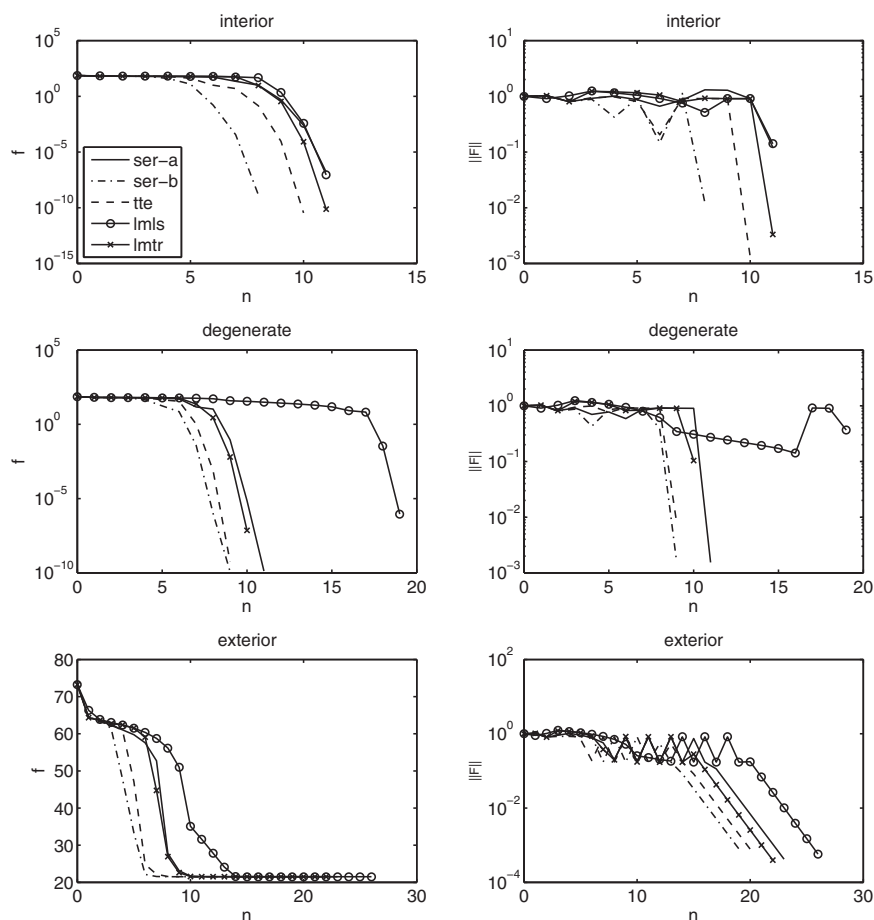 interior
10^5
10^0
10^-5
10^-10
10^-15
f
ser-a
ser-b
tte
lmls
lmtr
0 5 10 15
n
interior
10^1
10^0
10^-1
10^-2
10^-3
||F||
0 5 10 15
n
degenerate
10^5
10^0
10^-5
10^-10
f
0 5 10 15 20
n
degenerate
10^1
10^0
10^-1
10^-2
10^-3
||F||
0 5 10 15 20
n
exterior
80
70
60
50
40
30
20
f
0 10 20 30
n
exterior
10^2
10^0
10^-2
10^-4
||F||
0 10 20 30
n